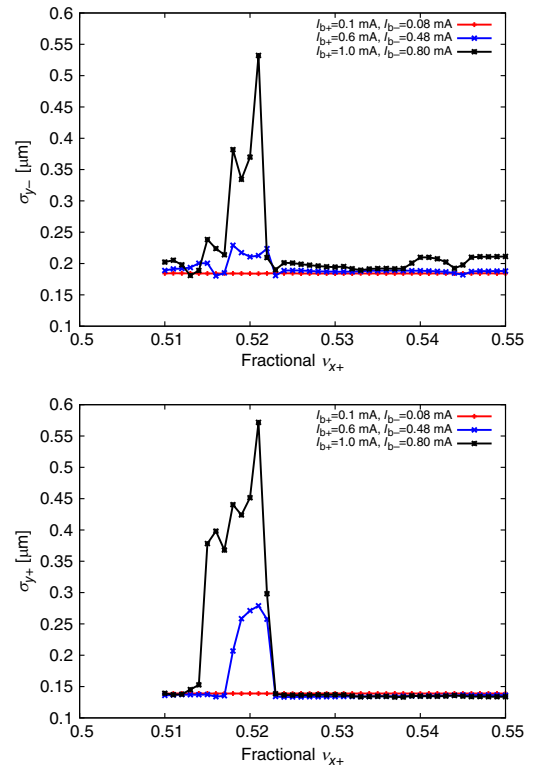 0.6
0.55
0.5
0.45
0.4
0.35
0.3
0.25
0.2
0.15
0.1
σy− [μm]
Ib+=0.1 mA, Ib−=0.08 mA
Ib+=0.6 mA, Ib−=0.48 mA
Ib+=1.0 mA, Ib−=0.80 mA
0.5 0.51 0.52 0.53 0.54 0.55
Fractional νx+
0.6
0.55
0.5
0.45
0.4
0.35
0.3
0.25
0.2
0.15
0.1
σy+ [μm]
Ib+=0.1 mA, Ib−=0.08 mA
Ib+=0.6 mA, Ib−=0.48 mA
Ib+=1.0 mA, Ib−=0.80 mA
0.5 0.51 0.52 0.53 0.54 0.55
Fractional νx+